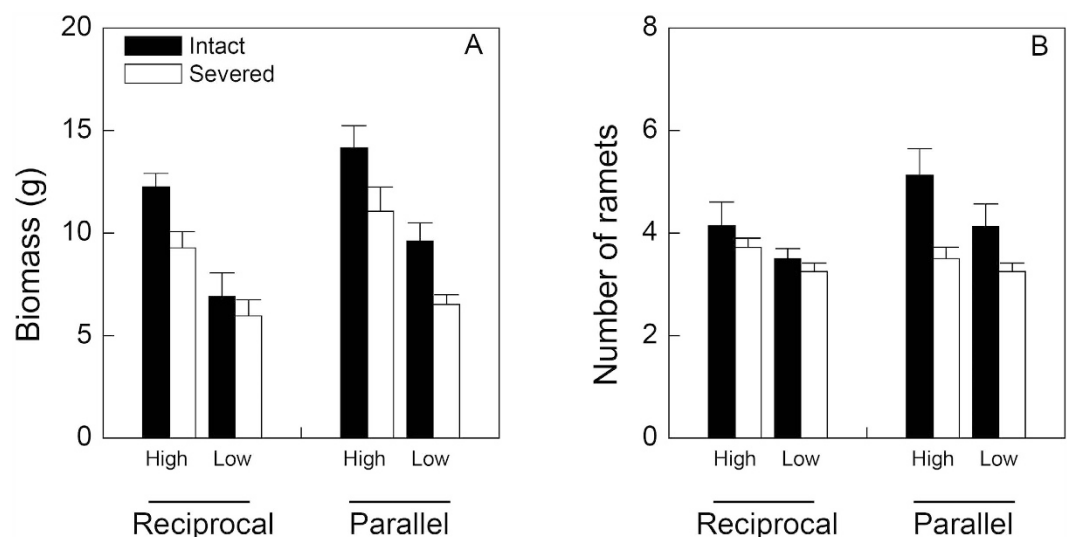 A
Intact
Severed
Biomass (g)
20
15
10
5
0
High Low High Low
Reciprocal Parallel
B
Number of ramets
8
6
4
2
0
High Low High Low
Reciprocal Parallel